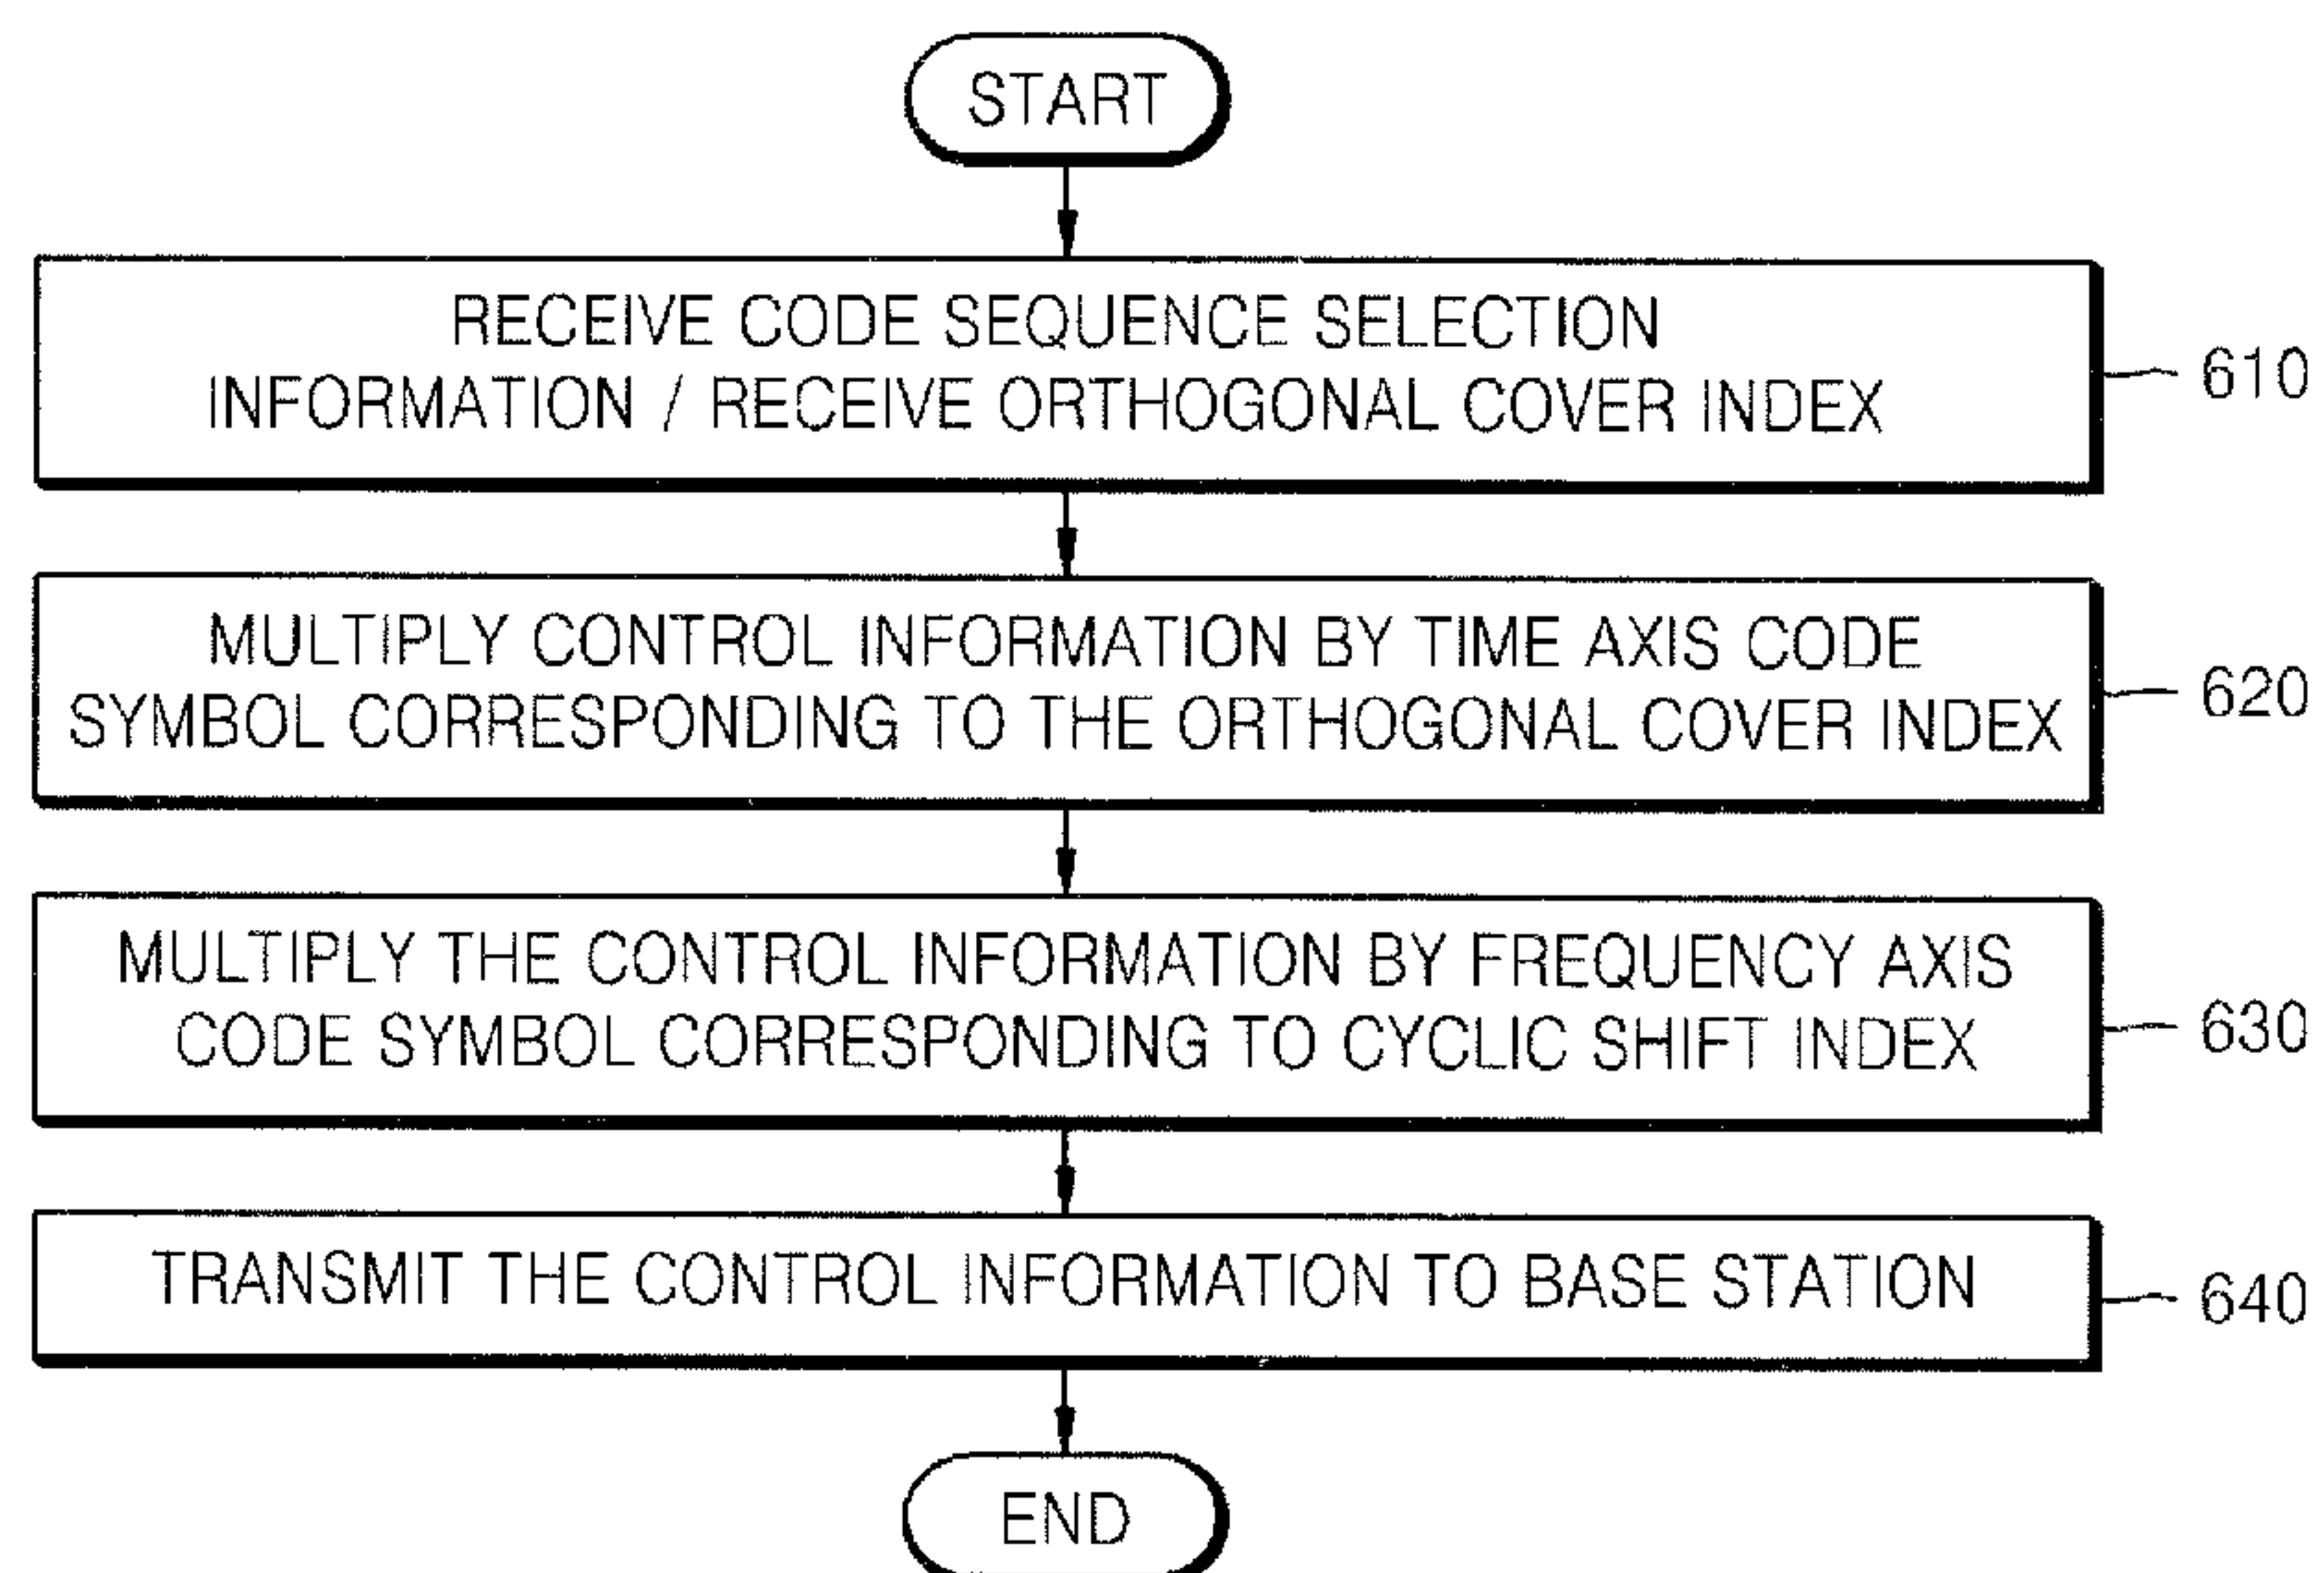 START
RECEIVE CODE SEQUENCE SELECTION
INFORMATION / RECEIVE ORTHOGONAL COVER INDEX
610
MULTIPLY CONTROL INFORMATION BY TIME AXIS CODE
SYMBOL CORRESPONDING TO THE ORTHOGONAL COVER INDEX
620
MULTIPLY THE CONTROL INFORMATION BY FREQUENCY AXIS
CODE SYMBOL CORRESPONDING TO CYCLIC SHIFT INDEX
630
TRANSMIT THE CONTROL INFORMATION TO BASE STATION
640
END